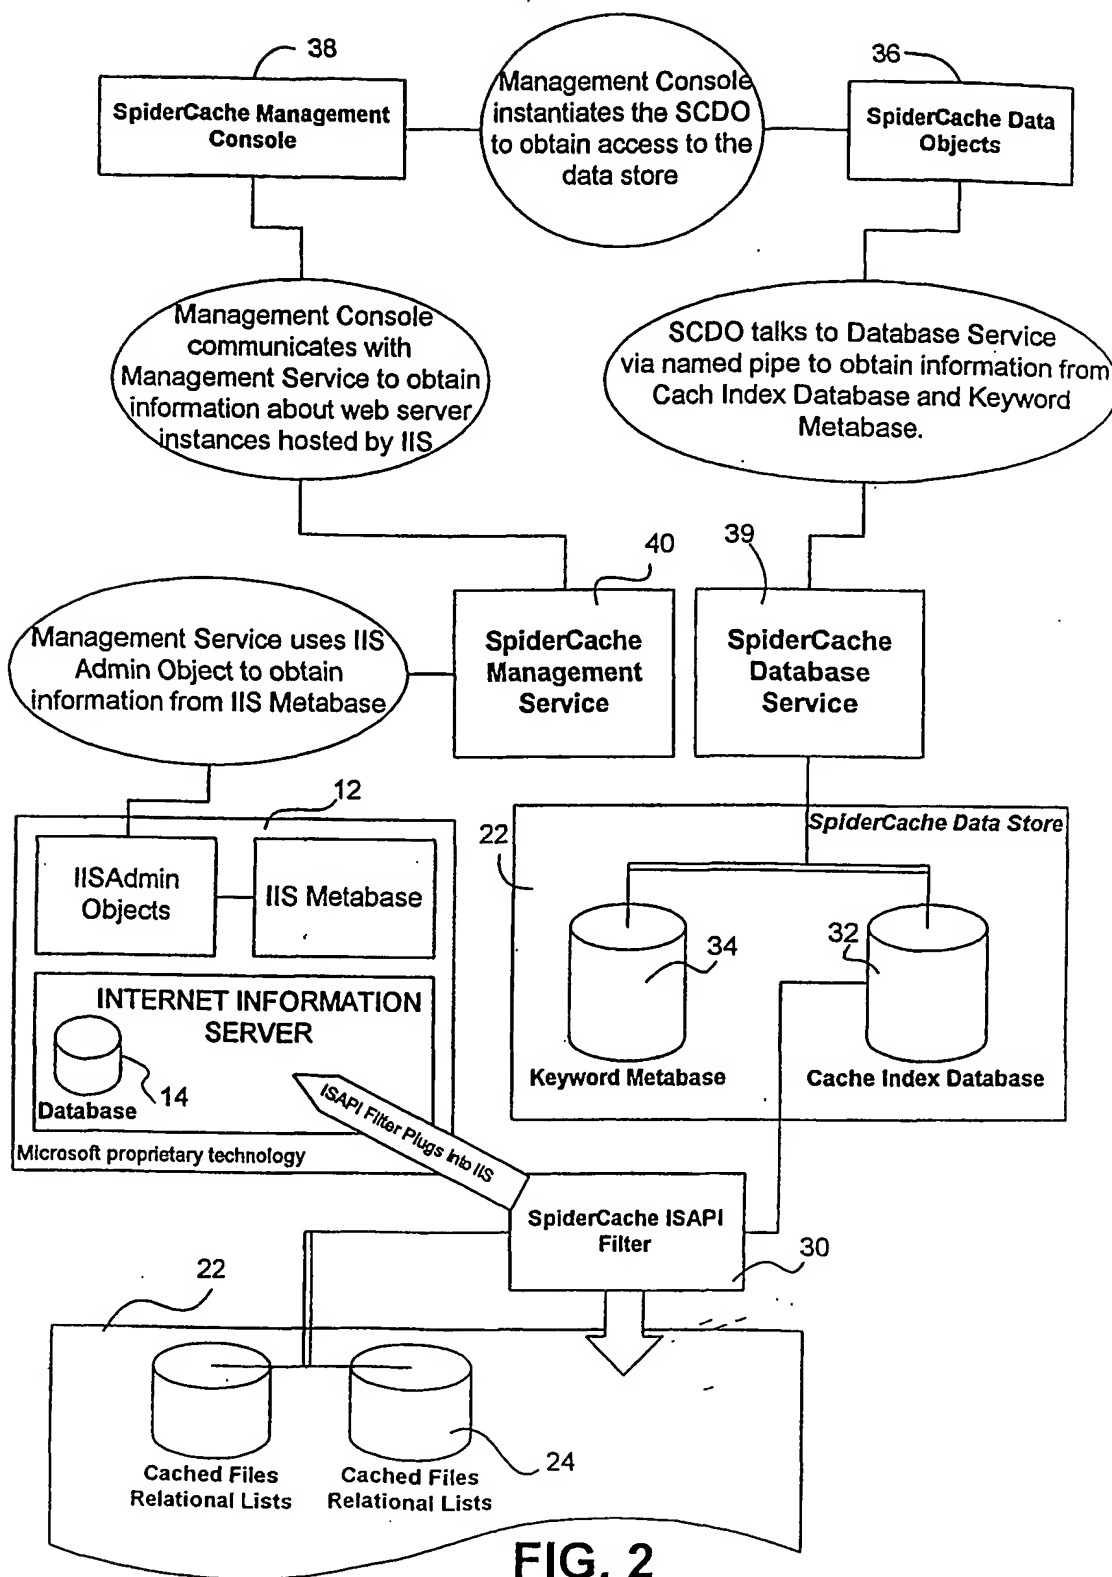 38
36
SpiderCache Management
Console
Management Console
instantiates the SCDO
to obtain access to the
data store
SpiderCache Data
Objects
Management Console
communicates with
Management Service to obtain
information about web server
instances hosted by IIS
SCDO talks to Database Service
via named pipe to obtain information from
Cach Index Database and Keyword
Metabase.
40
39
Management Service uses IIS
Admin Object to obtain
information from IIS Metabase
SpiderCache
Management
Service
SpiderCache
Database
Service
12
SpiderCache Data Store
22
IISAdmin
Objects
IIS Metabase
34
32
INTERNET INFORMATION
SERVER
14
Database
Keyword Metabase
Cache Index Database
Microsoft proprietary technology
ISAPI Filter Plugs Into IIS
SpiderCache ISAPI
Filter
30
22
24
Cached Files
Relational Lists
Cached Files
Relational Lists
FIG. 2